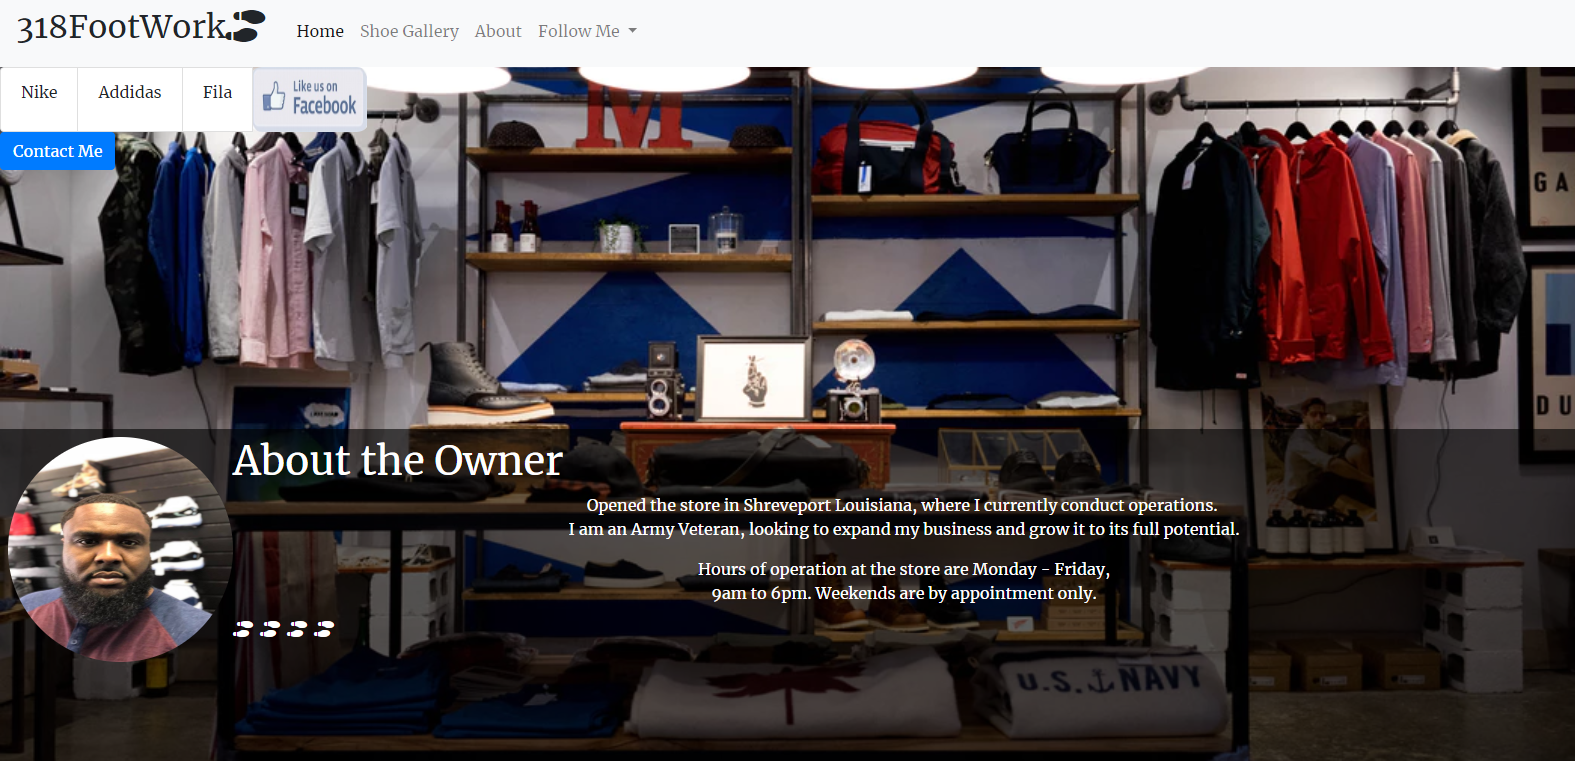 318FootWork
Home Shoe Gallery About Follow Me
Nike Addidas Fila Like us on Facebook
Contact Me
M
GA
DU
About the Owner
Opened the store in Shreveport Louisiana, where I currently conduct operations.
I am an Army Veteran, looking to expand my business and grow it to its full potential.
Hours of operation at the store are Monday - Friday,
9am to 6pm. Weekends are by appointment only.
U.S. NAVY